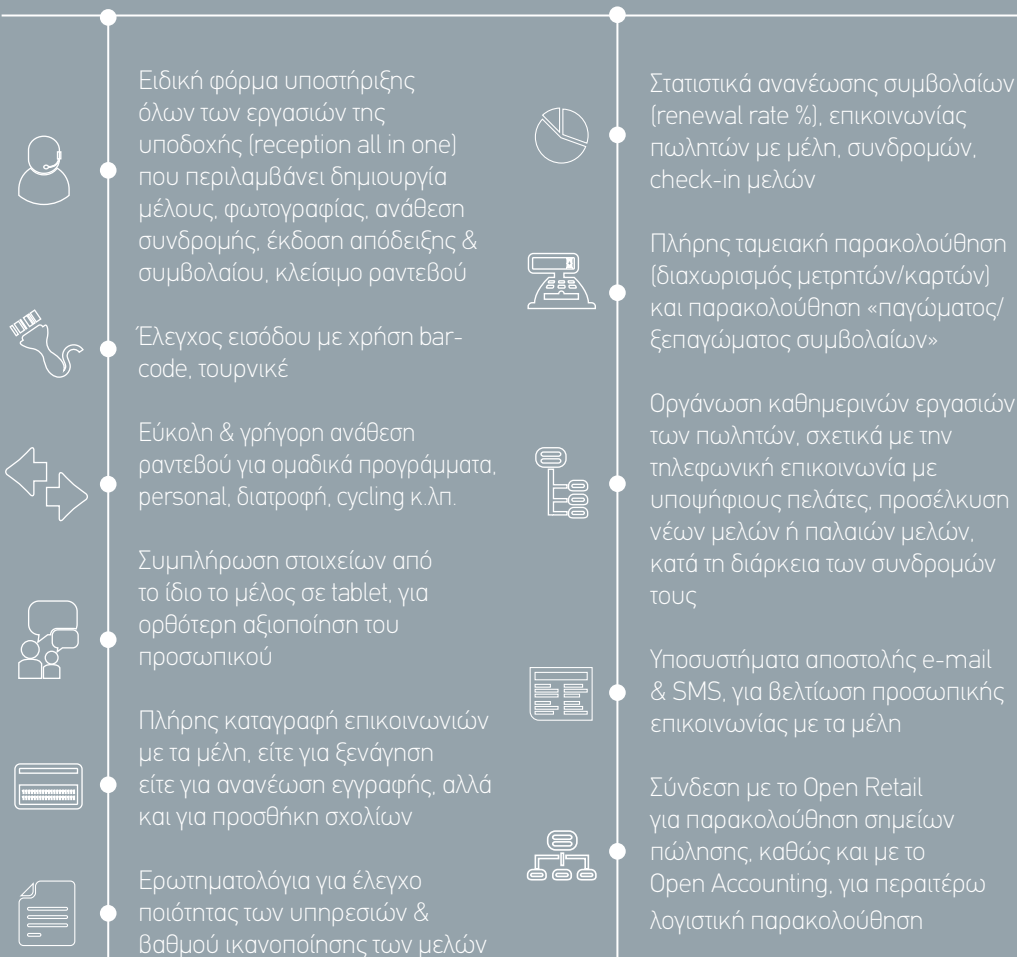 Ειδική φόρμα υποστήριξης
όλων των εργασιών της
υποδοχής (reception all in one)
που περιλαμβάνει δημιουργία
μέλους, φωτογραφίας, ανάθεση
συνδρομής, έκδοση απόδειξης &
συμβολαίου, κλείσιμο ραντεβού
Έλεγχος εισόδου με χρήση bar-
code, τουρνικέ
Εύκολη & γρήγορη ανάθεση
ραντεβού για ομαδικά προγράμματα,
personal, διατροφή, cycling κ.λπ.
Συμπλήρωση στοιχείων από
το ίδιο το μέλος σε tablet, για
ορθότερη αξιοποίηση του
προσωπικού
Πλήρης καταγραφή επικοινωνιών
με τα μέλη, είτε για ξενάγηση
είτε για ανανέωση εγγραφής, αλλά
και για προσθήκη σχολίων
Ερωτηματολόγια για έλεγχο
ποιότητας των υπηρεσιών &
βαθμού ικανοποίησης των μελών
Στατιστικά ανανέωσης συμβολαίων
(renewal rate %), επικοινωνίας
πωλητών με μέλη, συνδρομών,
check-in μελών
Πλήρης ταμειακή παρακολούθηση
(διαχωρισμός μετρητών/καρτών)
και παρακολούθηση «παγώματος/
ξεπαγώματος συμβολαίων»
Οργάνωση καθημερινών εργασιών
των πωλητών, σχετικά με την
τηλεφωνική επικοινωνία με
υποψήφιους πελάτες, προσέλκυση
νέων μελών ή παλαιών μελών,
κατά τη διάρκεια των συνδρομών
τους
Υποσυστήματα αποστολής e-mail
& SMS, για βελτίωση προσωπικής
επικοινωνίας με τα μέλη
Σύνδεση με το Open Retail
για παρακολούθηση σημείων
πώλησης, καθώς και με το
Open Accounting, για περαιτέρω
λογιστική παρακολούθηση